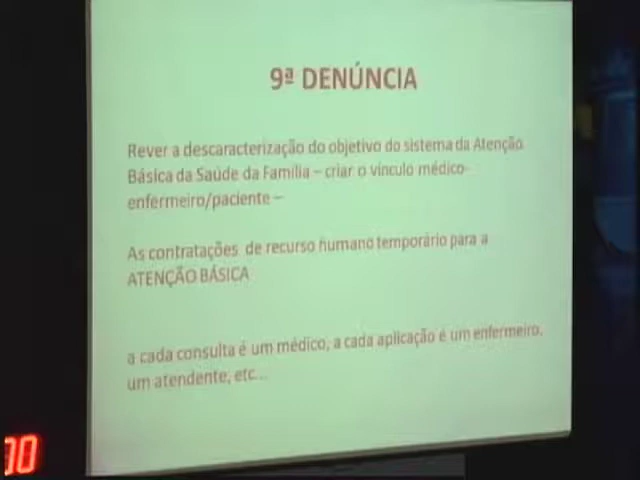 9ª DENÚNCIA
Rever a descaracterização do objetivo do sistema da Atenção
Básica da Saúde da Família – criar o vinculo médico-
enfermeiro/paciente –
As contratações de recurso humano temporário para a
ATENÇÃO BÁSICA
a cada consulta é um médico, a cada aplicação é um enfermeiro,
um atendente, etc...